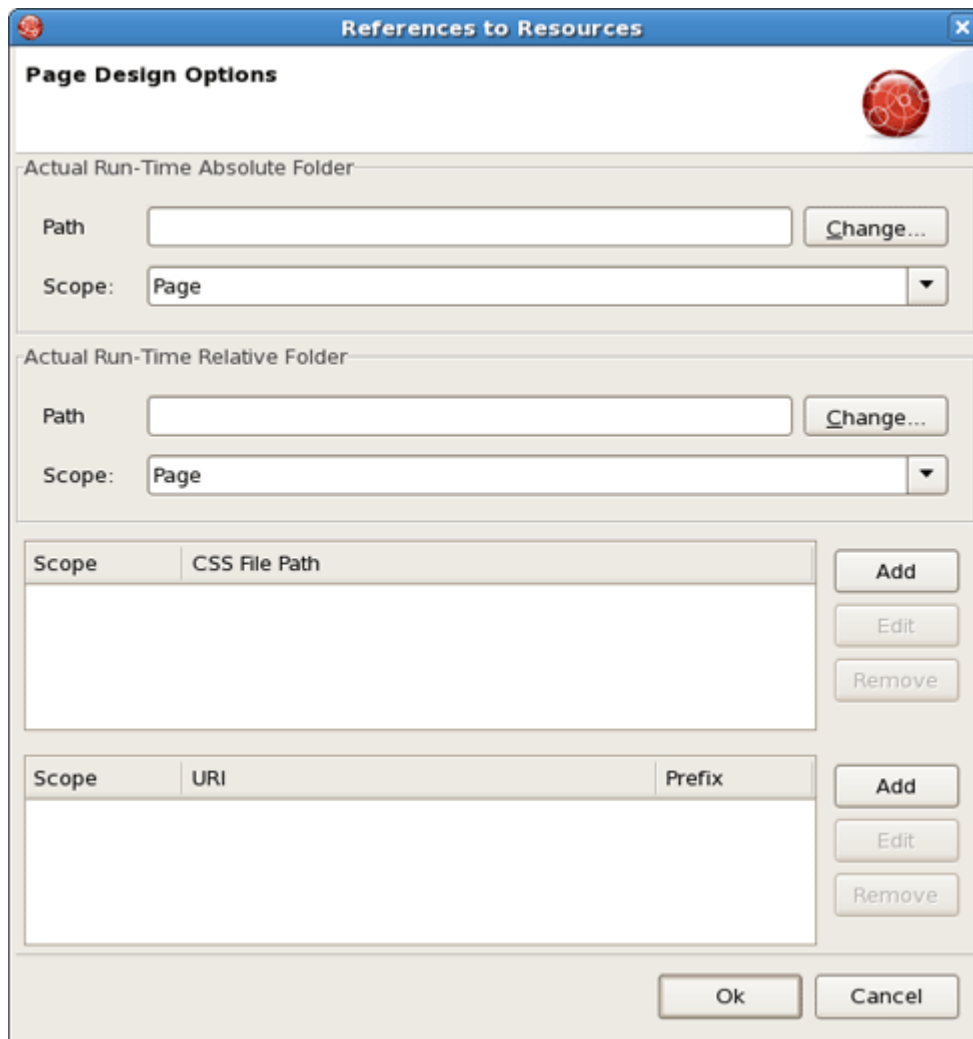 References to Resources
Page Design Options
Actual Run-Time Absolute Folder
Path Change...
Scope: Page
Actual Run-Time Relative Folder
Path Change...
Scope: Page
Scope CSS File Path Add
Edit
Remove
Scope URI Prefix Add
Edit
Remove
Ok Cancel